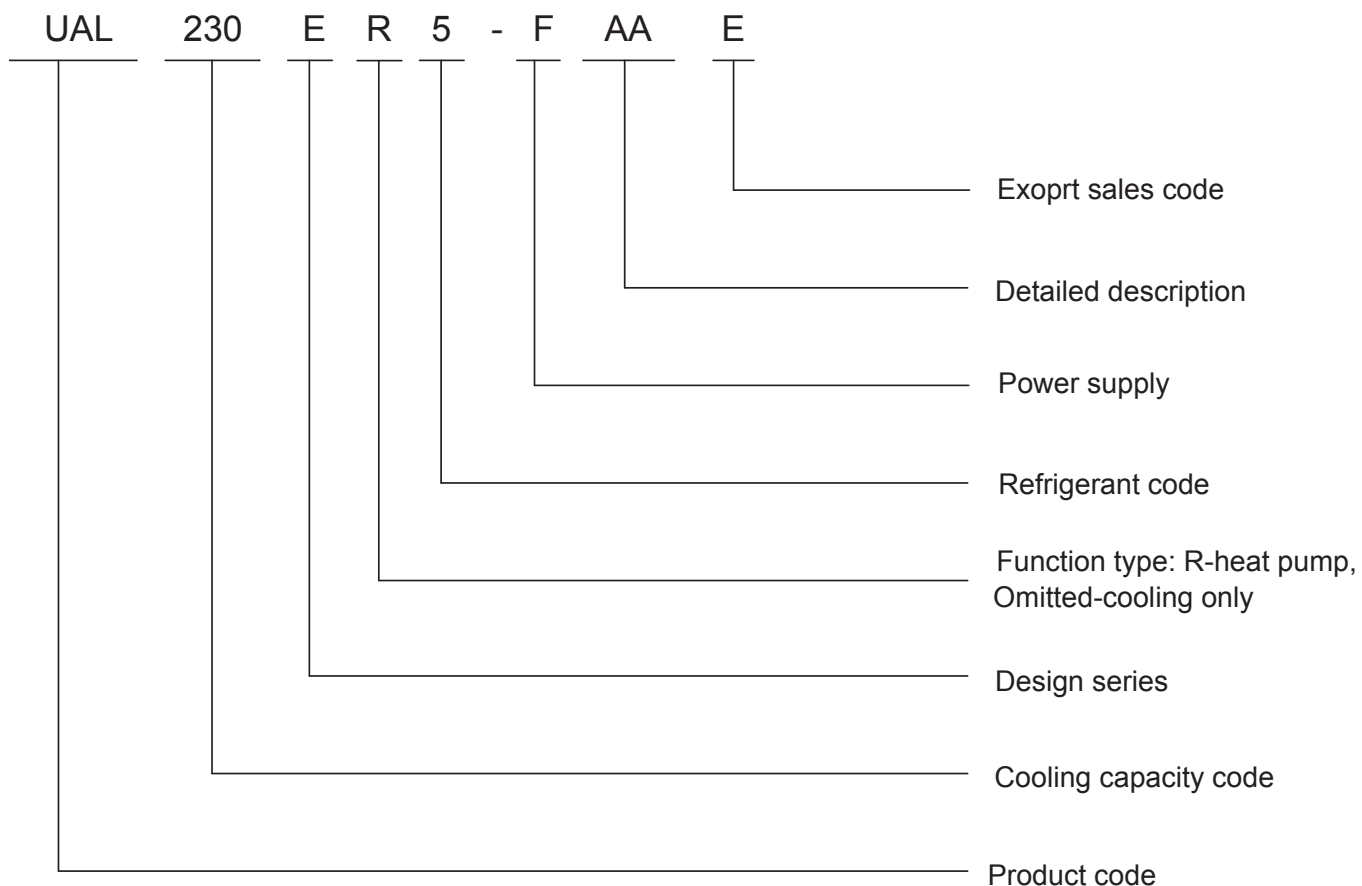 UAL 230 E R 5 - F AA E
Exoprt sales code
Detailed description
Power supply
Refrigerant code
Function type: R-heat pump,
Omitted-cooling only
Design series
Cooling capacity code
Product code